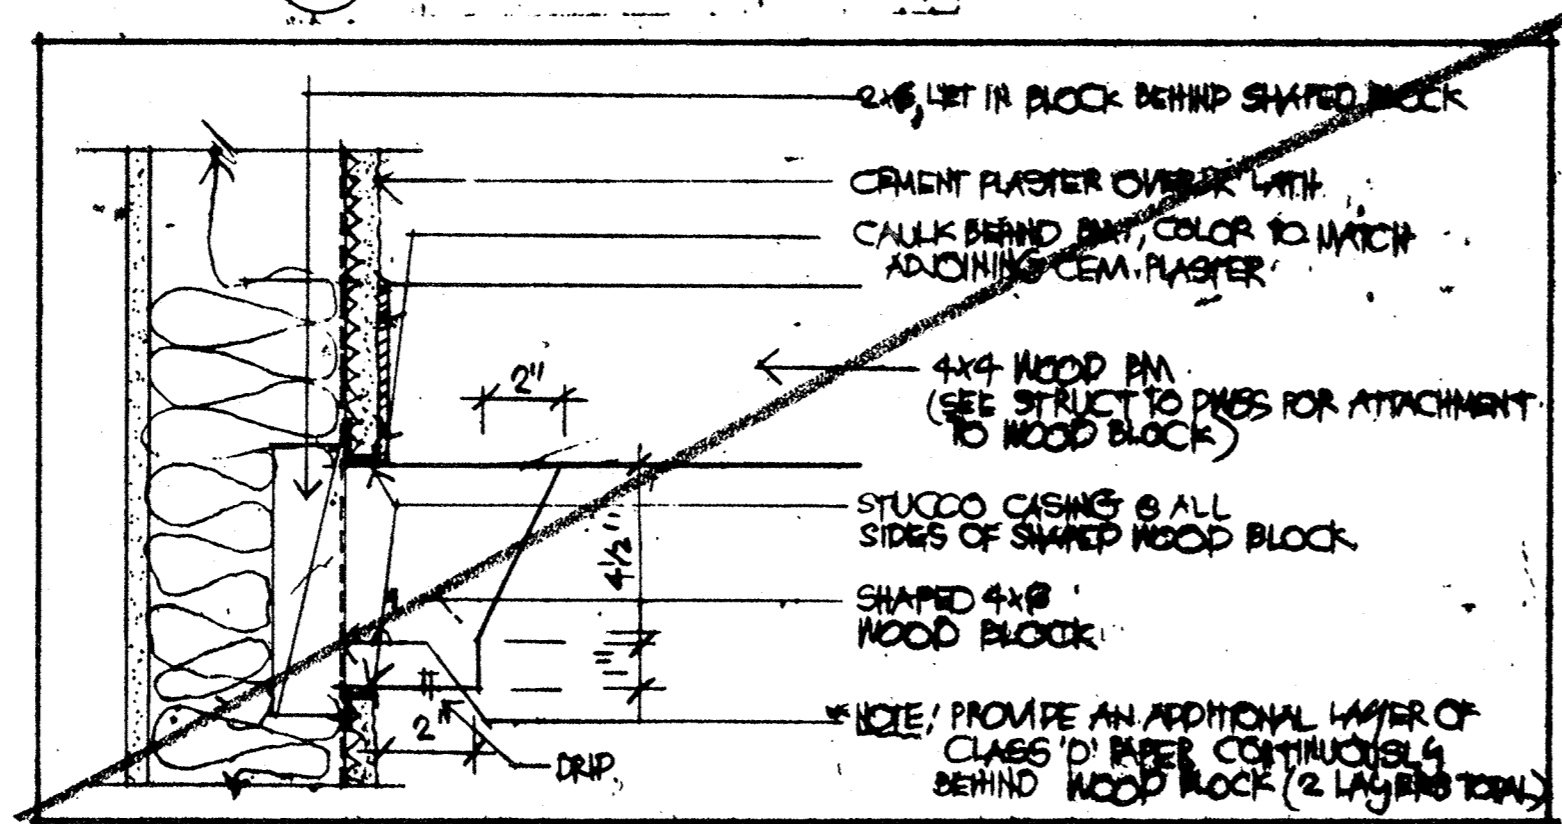 2x6, LET IN BLOCK BEHIND SHAPED BLOCK
CEMENT PLASTER OVER LATH
CAULK BEHIND COLOR TO MATCH
ADJOINING CEM. PLASTER
2"
4x4 WOOD BM
(SEE STRUCT TO DWGS FOR ATTACHMENT
TO WOOD BLOCK)
STUCCO CASING @ ALL
SIDES OF SHAPED WOOD BLOCK
4½"
SHAPED 4x
WOOD BLOCK
1"
2"
* NOTE: PROVIDE AN ADDITIONAL LAYER OF
CLASS 'D' PAPER CONTINUOUSLY
BEHIND WOOD BLOCK (2 LAYERS TOTAL)
DRIP.